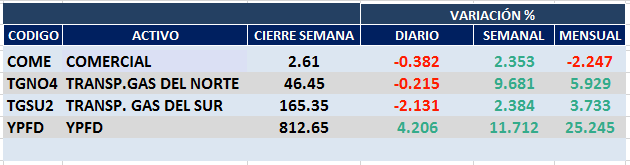 VARIACIÓN %
CODIGO ACTIVO CIERRE SEMANA DIARIO SEMANAL MENSUAL
COME COMERCIAL 2.61 -0.382 2.353 -2.247
TGNO4 TRANSP.GAS DEL NORTE 46.45 -0.215 9.681 5.929
TGSU2 TRANSP. GAS DEL SUR 165.35 -2.131 2.384 3.733
YPFD YPFD 812.65 4.206 11.712 25.245